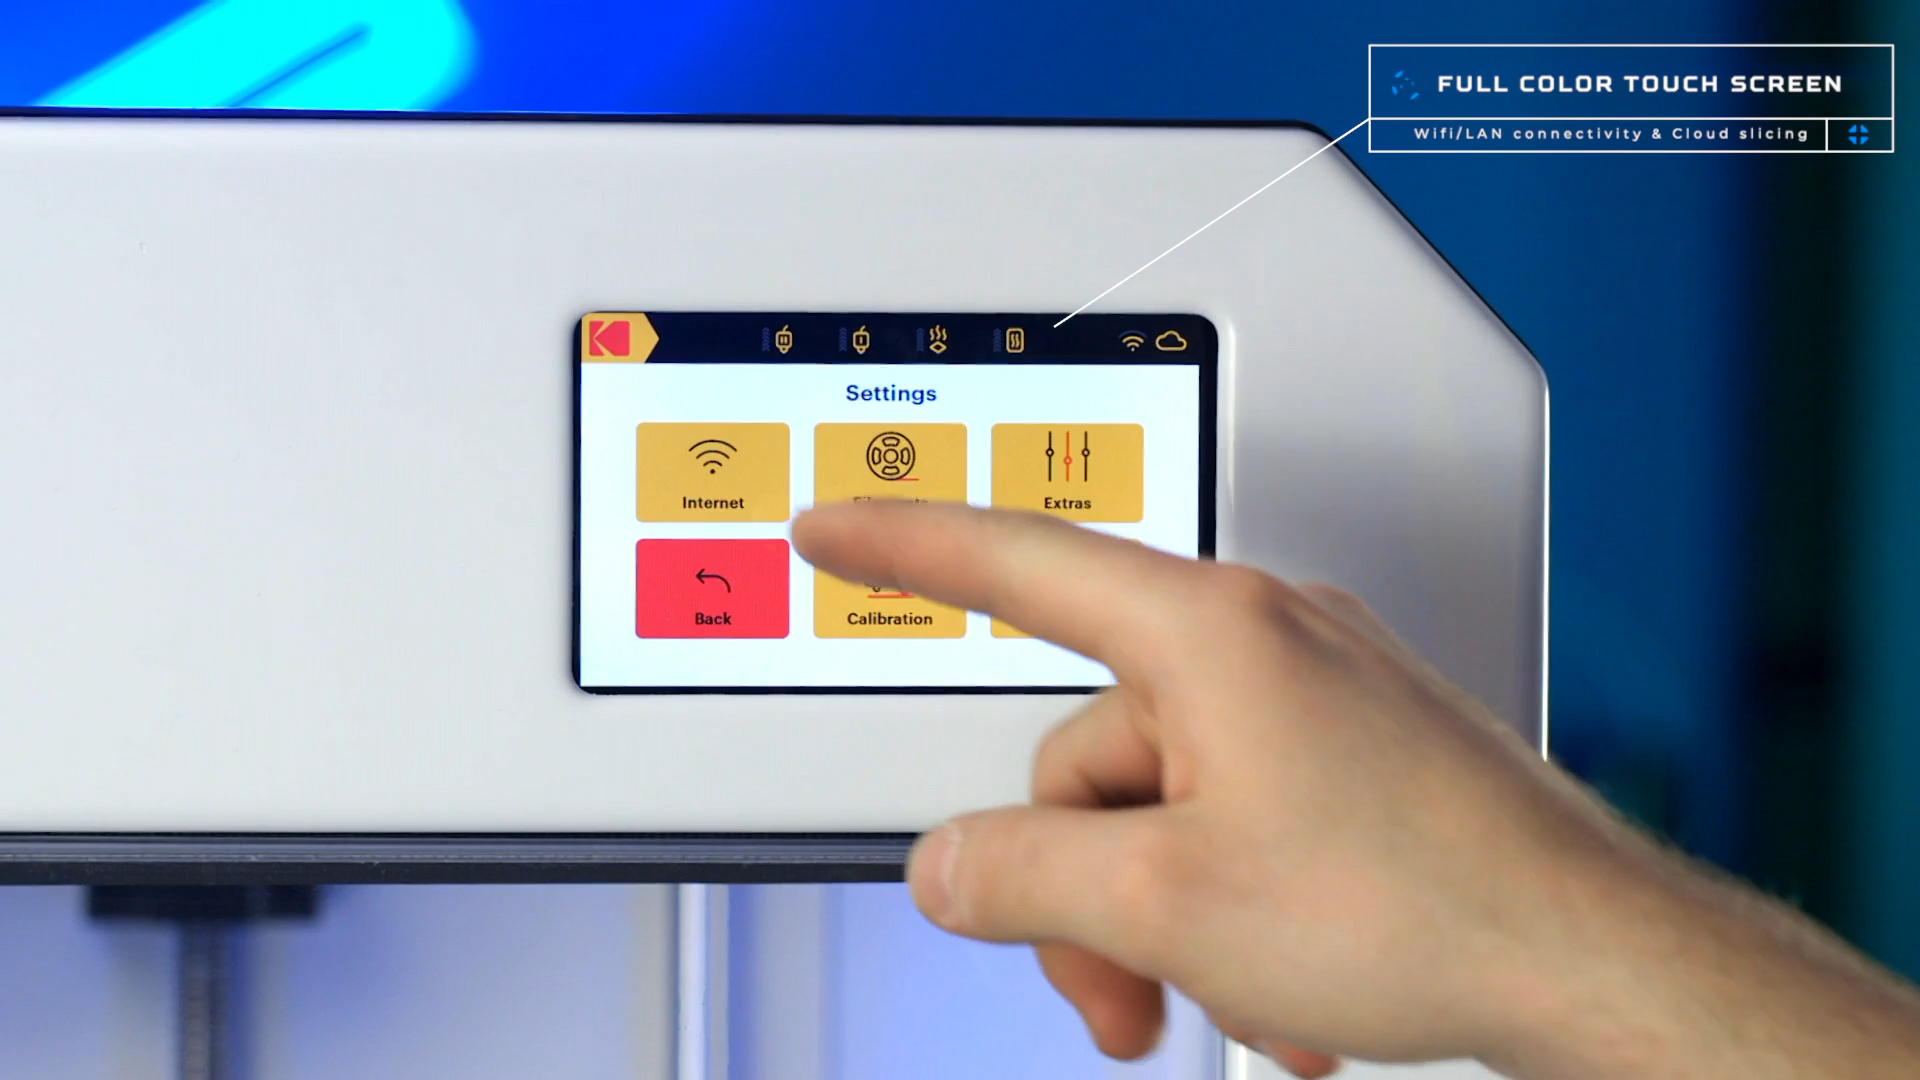 FULL COLOR TOUCH SCREEN
Wifi/LAN connectivity & Cloud slicing
Settings
Internet
Extras
Back
Calibration